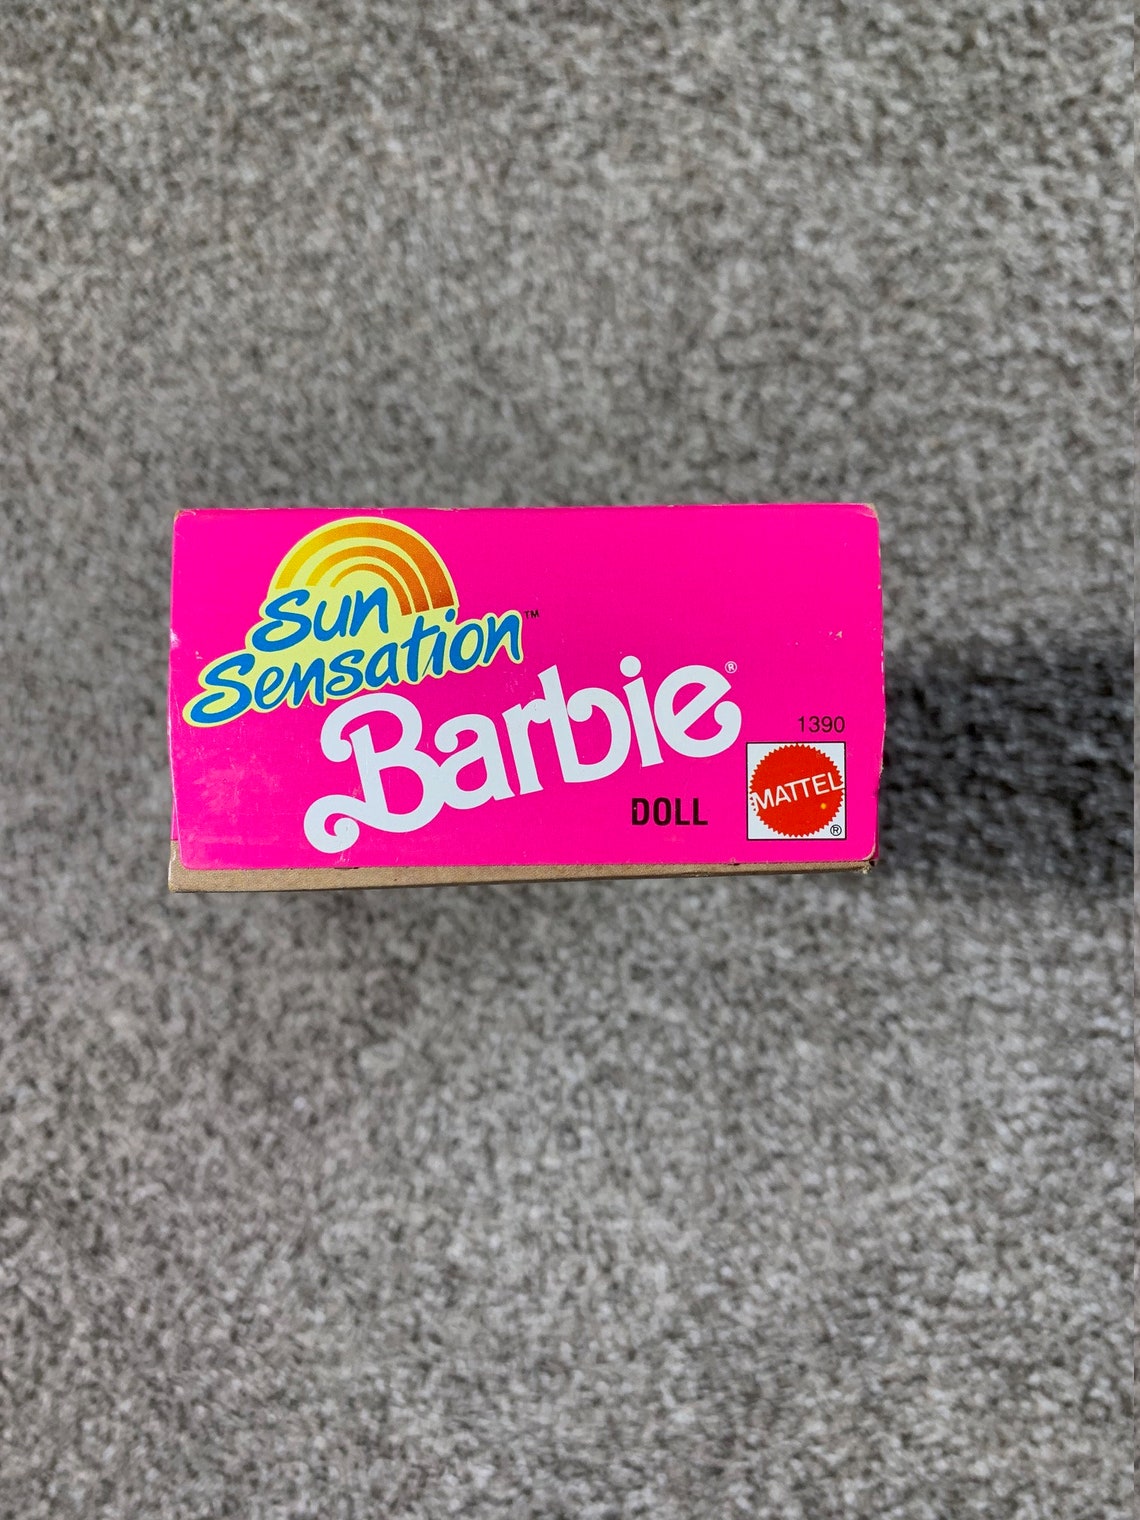 Sun
Sensation™
Barbie®
1390
DOLL
MATTEL
®